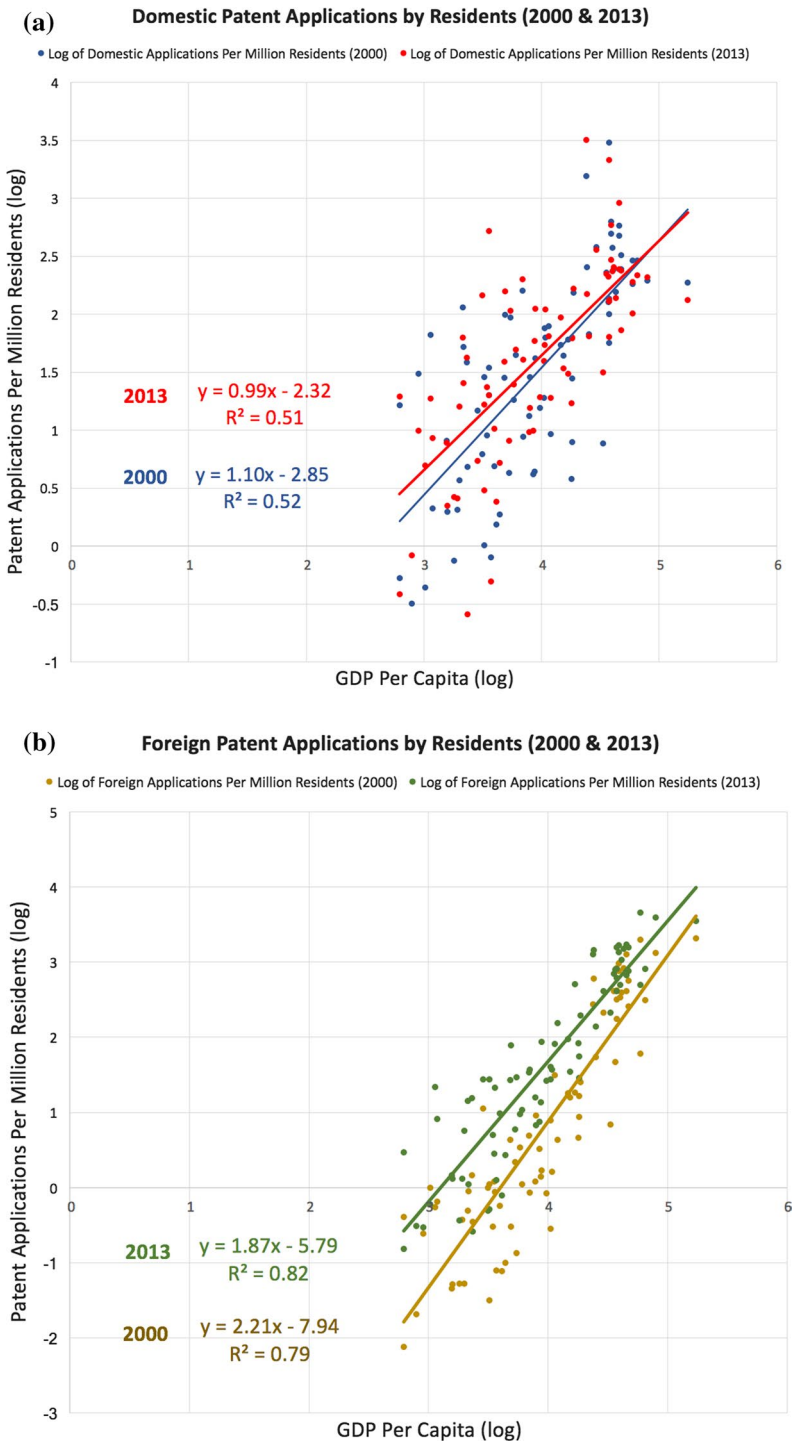 (a)
Domestic Patent Applications by Residents (2000 & 2013)
Log of Domestic Applications Per Million Residents (2000) Log of Domestic Applications Per Million Residents (2013)
Patent Applications Per Million Residents (log)
4
3.5
3
2.5
2
1.5
1
0.5
0
-0.5
-1
0 1 2 3 4 5 6
2013 y = 0.99x - 2.32
R² = 0.51
2000 y = 1.10x - 2.85
R² = 0.52
GDP Per Capita (log)
(b)
Foreign Patent Applications by Residents (2000 & 2013)
Log of Foreign Applications Per Million Residents (2000) Log of Foreign Applications Per Million Residents (2013)
Patent Applications Per Million Residents (log)
5
4
3
2
1
0
-1
-2
-3
0 1 2 3 4 5 6
2013 y = 1.87x - 5.79
R² = 0.82
2000 y = 2.21x - 7.94
R² = 0.79
GDP Per Capita (log)